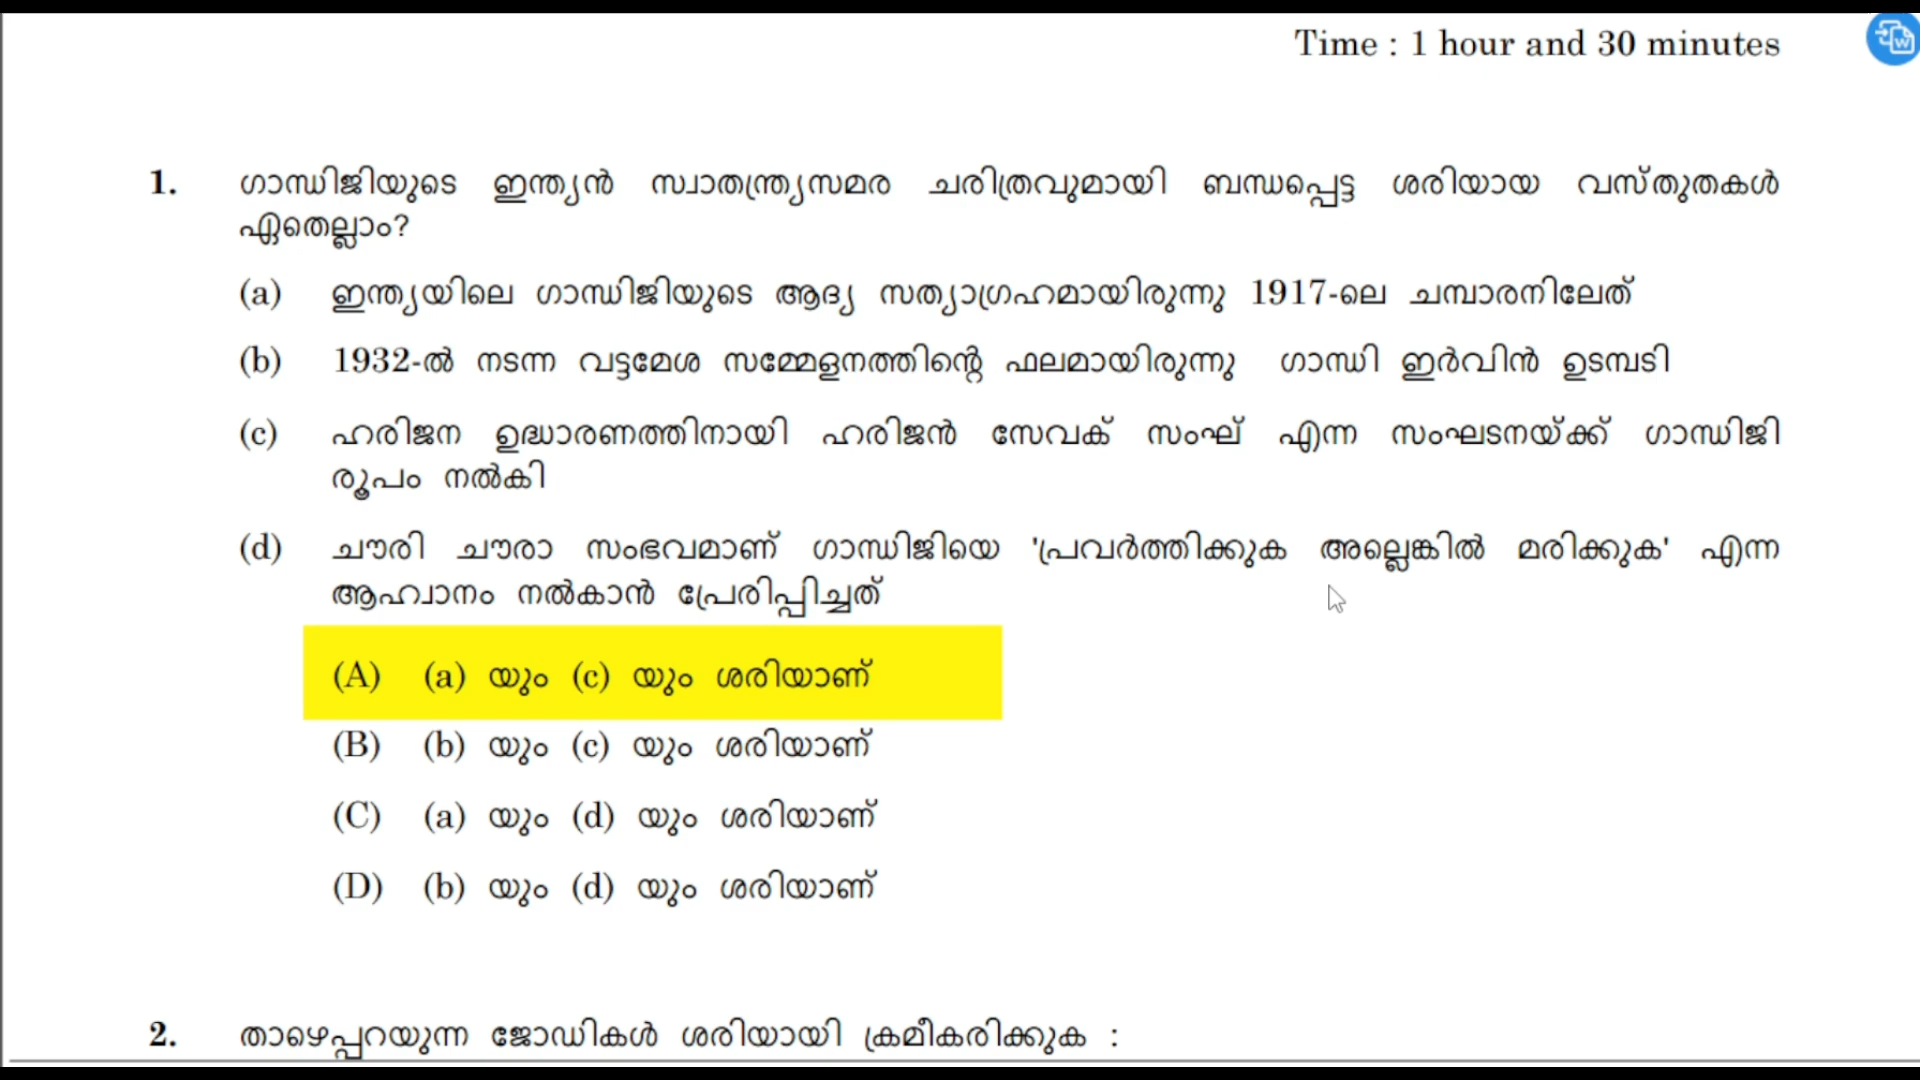 Time : 1 hour and 30 minutes
1. ഗാന്ധിജിയുടെ ഇന്ത്യൻ സ്വാതന്ത്ര്യസമര ചരിത്രവുമായി ബന്ധപ്പെട്ട ശരിയായ വസ്തുതകൾ
ഏതെല്ലാം?
(a) ഇന്ത്യയിലെ ഗാന്ധിജിയുടെ ആദ്യ സത്യാഗ്രഹമായിരുന്നു 1917-ലെ ചമ്പാരനിലേത്
(b) 1932-ൽ നടന്ന വട്ടമേശ സമ്മേളനത്തിന്റെ ഫലമായിരുന്നു ഗാന്ധി ഇർവിൻ ഉടമ്പടി
(c) ഹരിജന ഉദ്ധാരണത്തിനായി ഹരിജൻ സേവക് സംഘ് എന്ന സംഘടനയ്ക്ക് ഗാന്ധിജി
രൂപം നൽകി
(d) ചൗരി ചൗരാ സംഭവമാണ് ഗാന്ധിജിയെ 'പ്രവർത്തിക്കുക അല്ലെങ്കിൽ മരിക്കുക' എന്ന
ആഹ്വാനം നൽകാൻ പ്രേരിപ്പിച്ചത്
(A) (a) യും (c) യും ശരിയാണ്
(B) (b) യും (c) യും ശരിയാണ്
(C) (a) യും (d) യും ശരിയാണ്
(D) (b) യും (d) യും ശരിയാണ്
2. താഴെപ്പറയുന്ന ജോഡികൾ ശരിയായി ക്രമീകരിക്കുക :